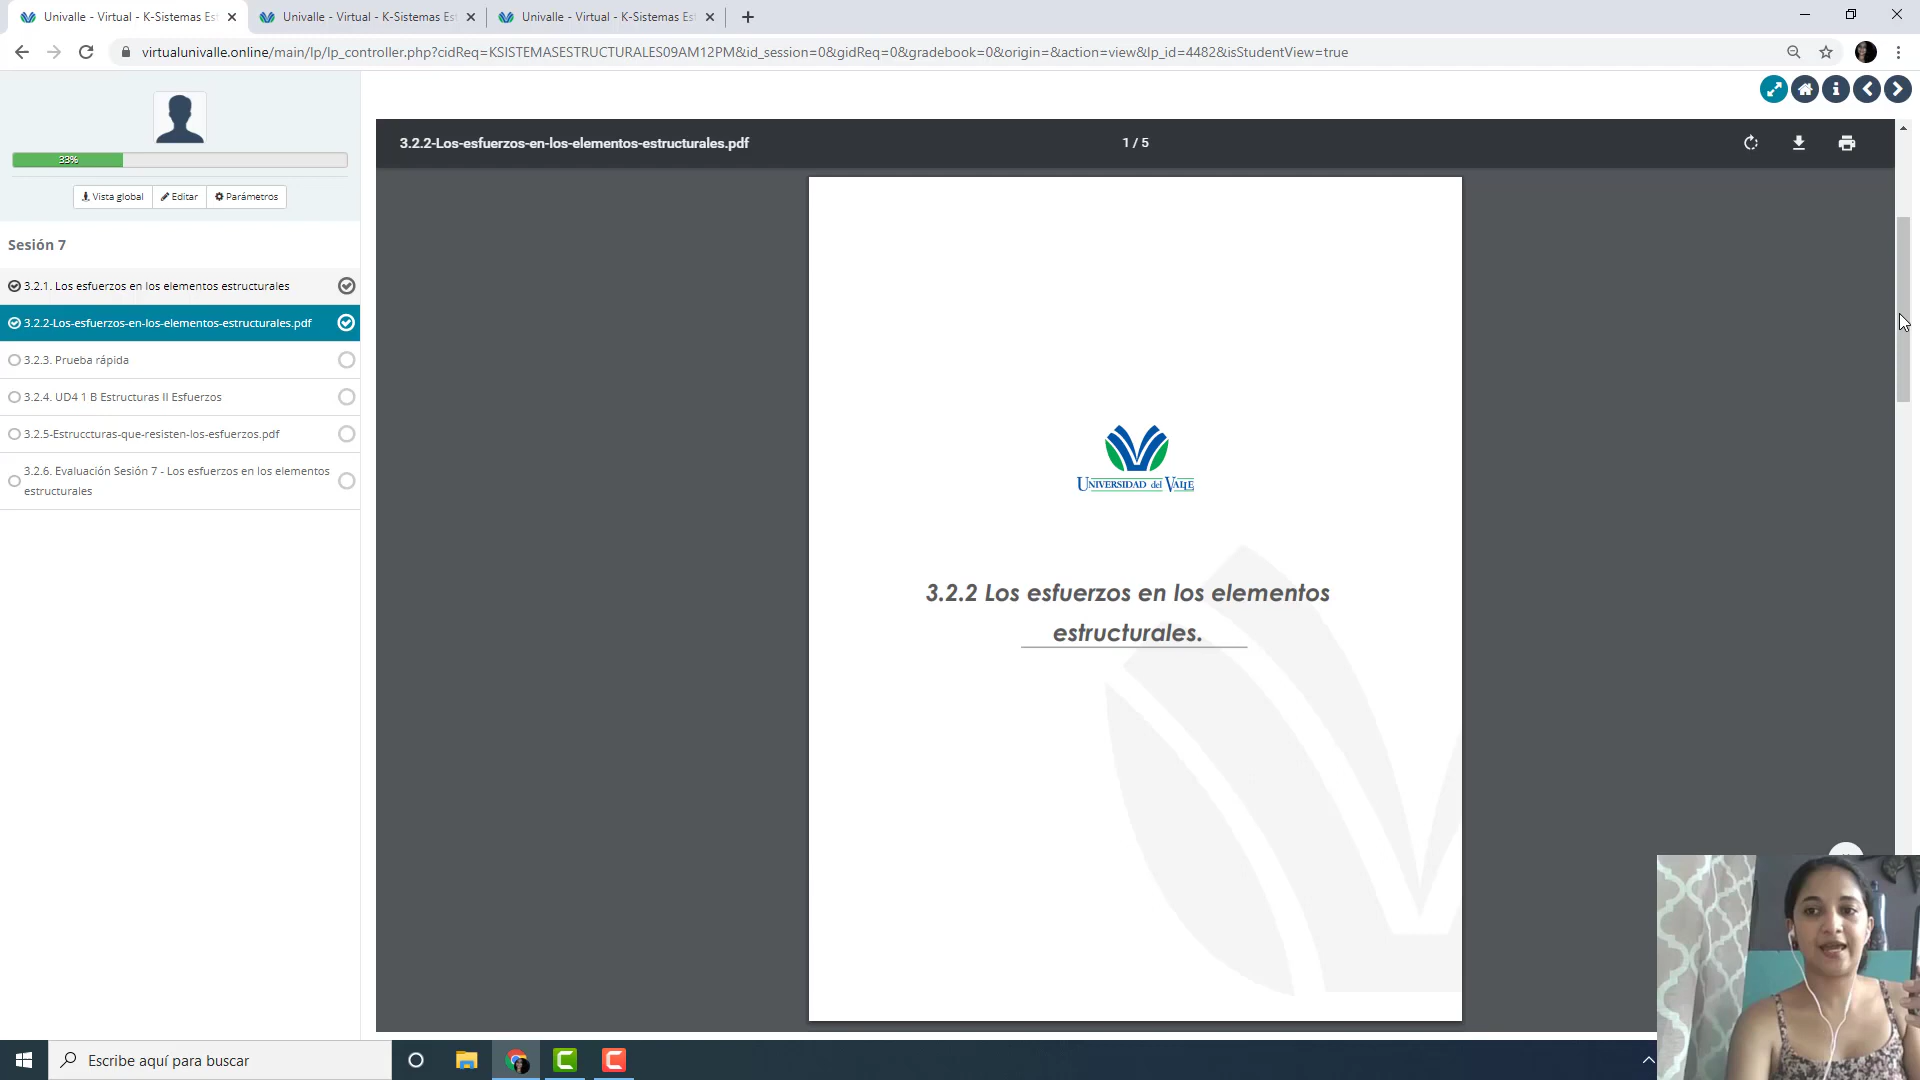 Univalle - Virtual - K-Sistemas Es
Univalle - Virtual - K-Sistemas Es
Univalle - Virtual - K-Sistemas Es
virtualunivalle.online/main/lp/lp_controller.php?cidReq=KSISTEMASESTRUCTURALES09AM12PM&id_session=0&gidReq=0&gradebook=0&origin=&action=view&lp_id=4482&isStudentView=true
33%
Vista global
Editar
Parámetros
Sesión 7
3.2.1. Los esfuerzos en los elementos estructurales
3.2.2-Los-esfuerzos-en-los-elementos-estructurales.pdf
3.2.3. Prueba rápida
3.2.4. UD4 1 B Estructuras II Esfuerzos
3.2.5-Estruccturas-que-resisten-los-esfuerzos.pdf
3.2.6. Evaluación Sesión 7 - Los esfuerzos en los elementos
estructurales
3.2.2-Los-esfuerzos-en-los-elementos-estructurales.pdf
1 / 5
UNIVERSIDAD del VALLE
3.2.2 Los esfuerzos en los elementos
estructurales.
Escribe aquí para buscar